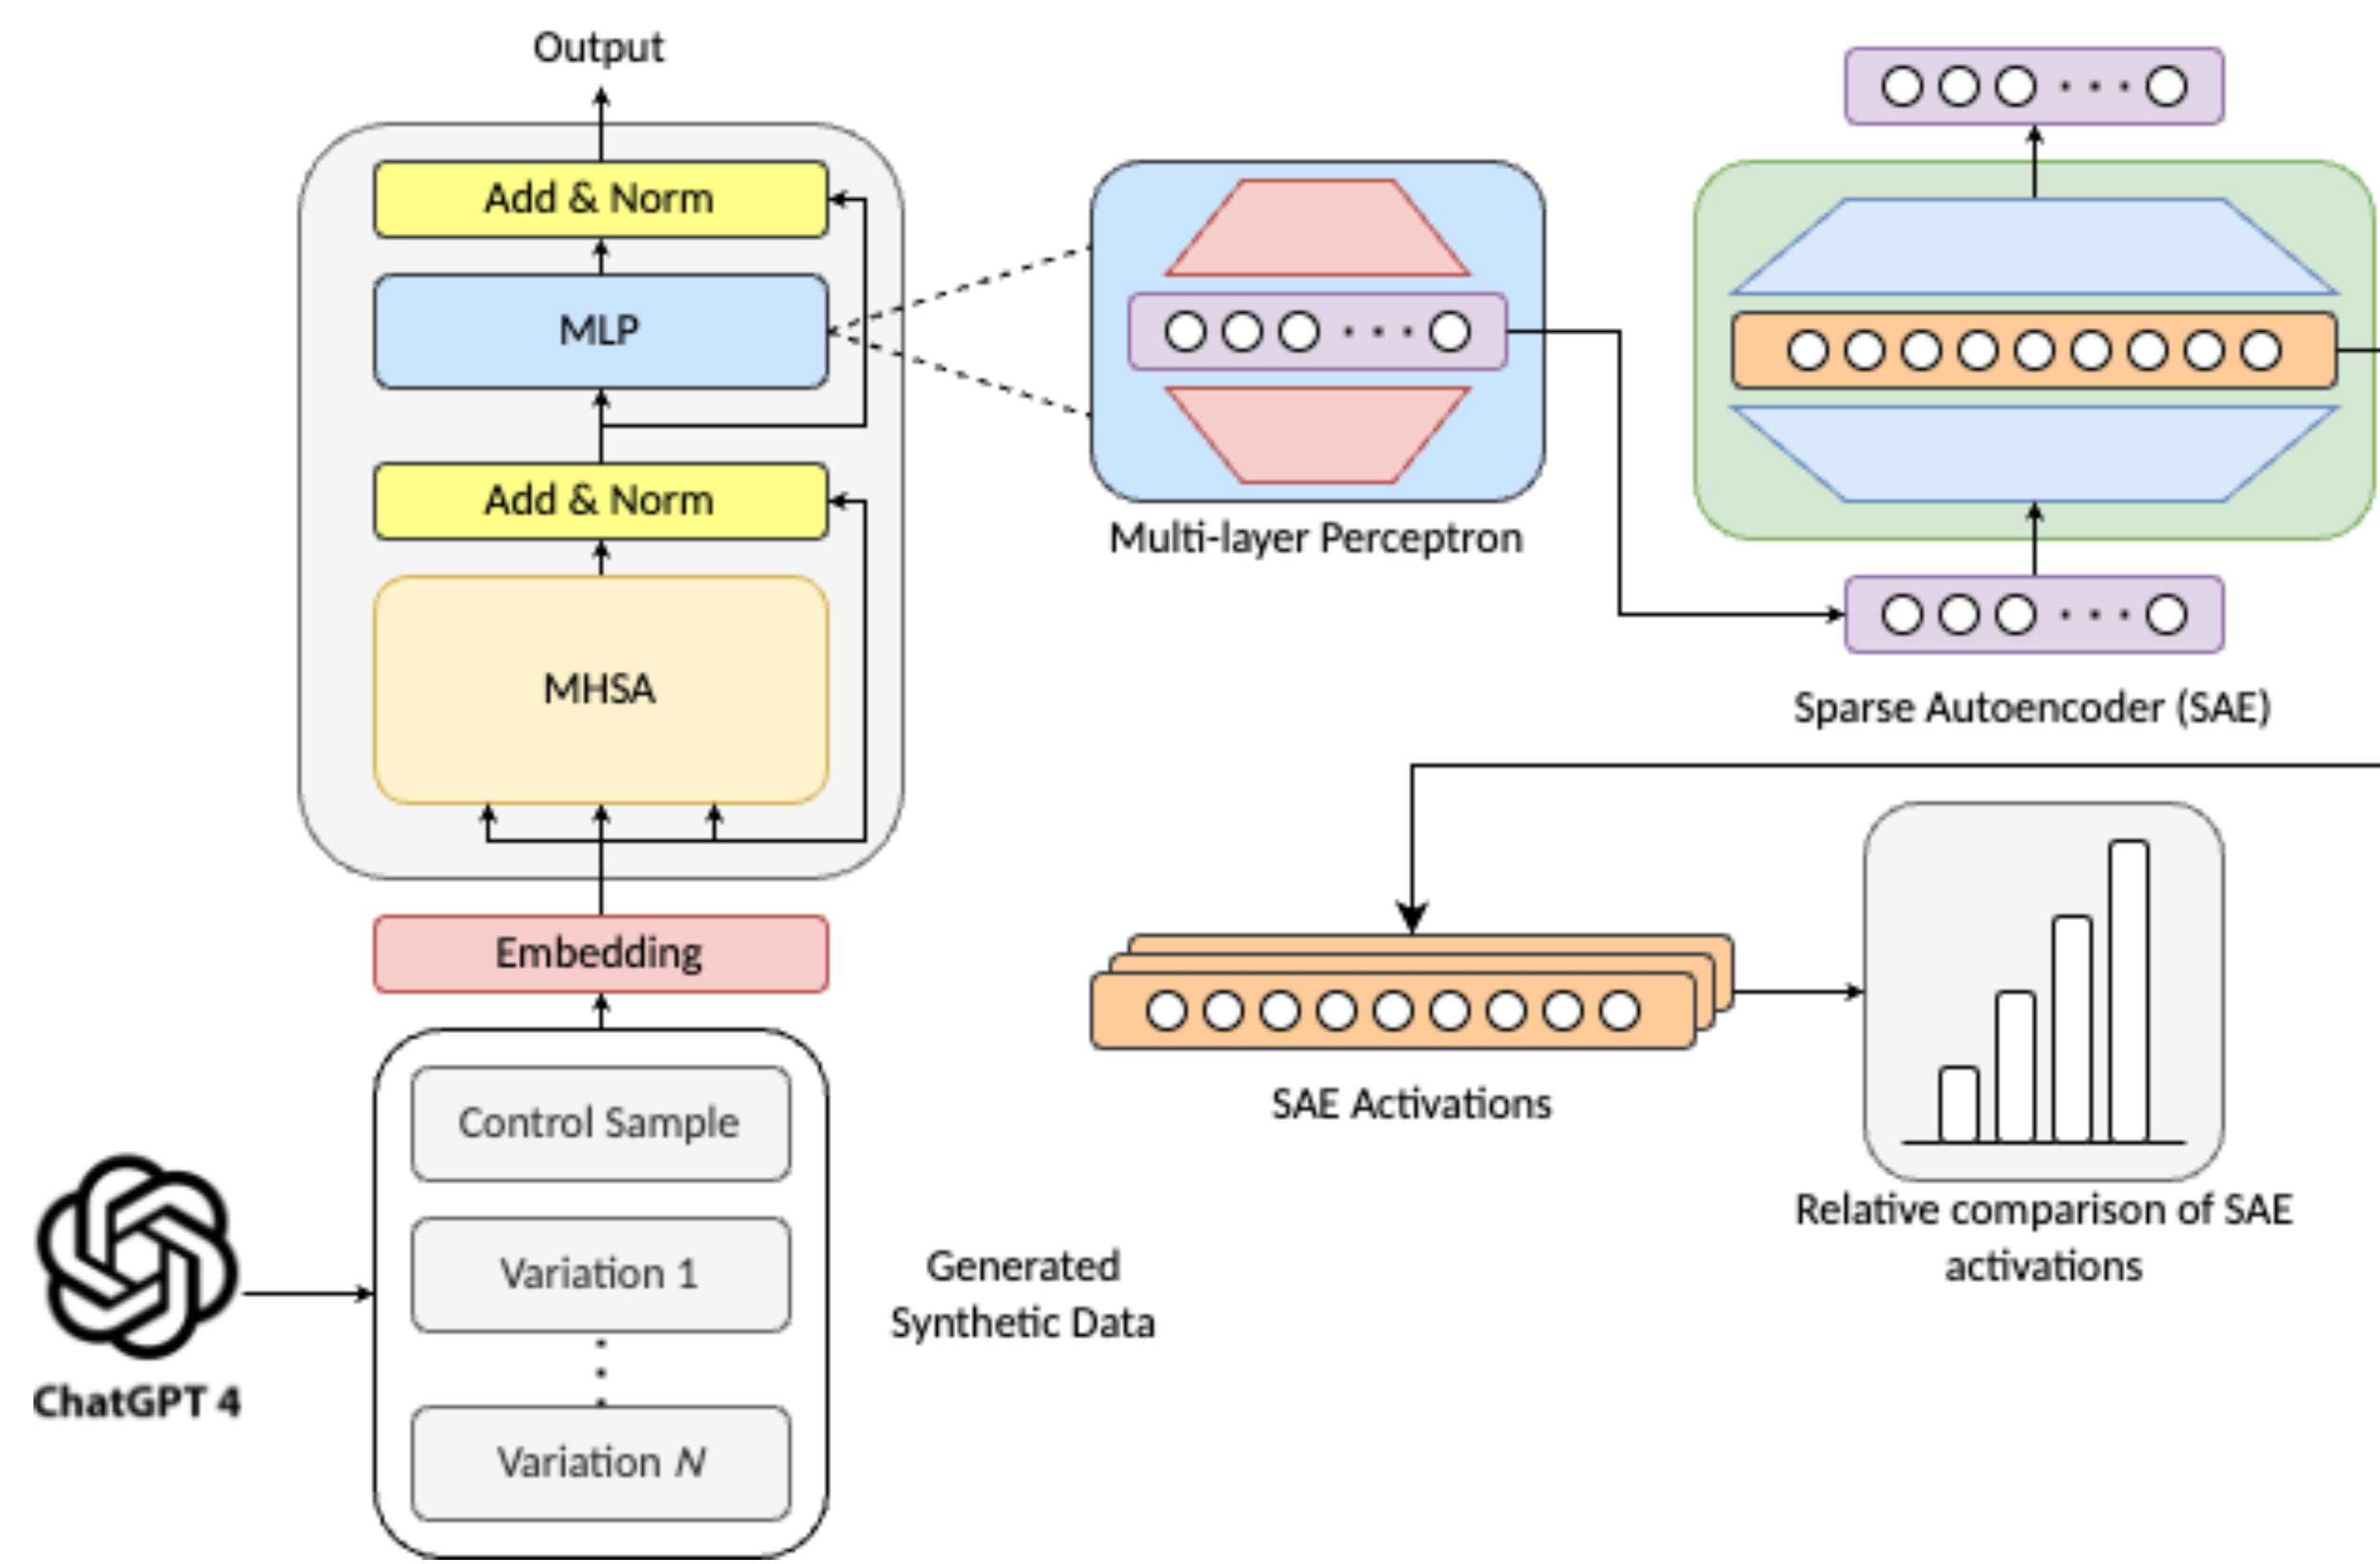 Output
Add & Norm
MLP
Add & Norm
MHSA
Embedding
Control Sample
Variation 1
Variation N
ChatGPT 4
Generated
Synthetic Data
Multi-layer Perceptron
Sparse Autoencoder (SAE)
SAE Activations
Relative comparison of SAE
activations